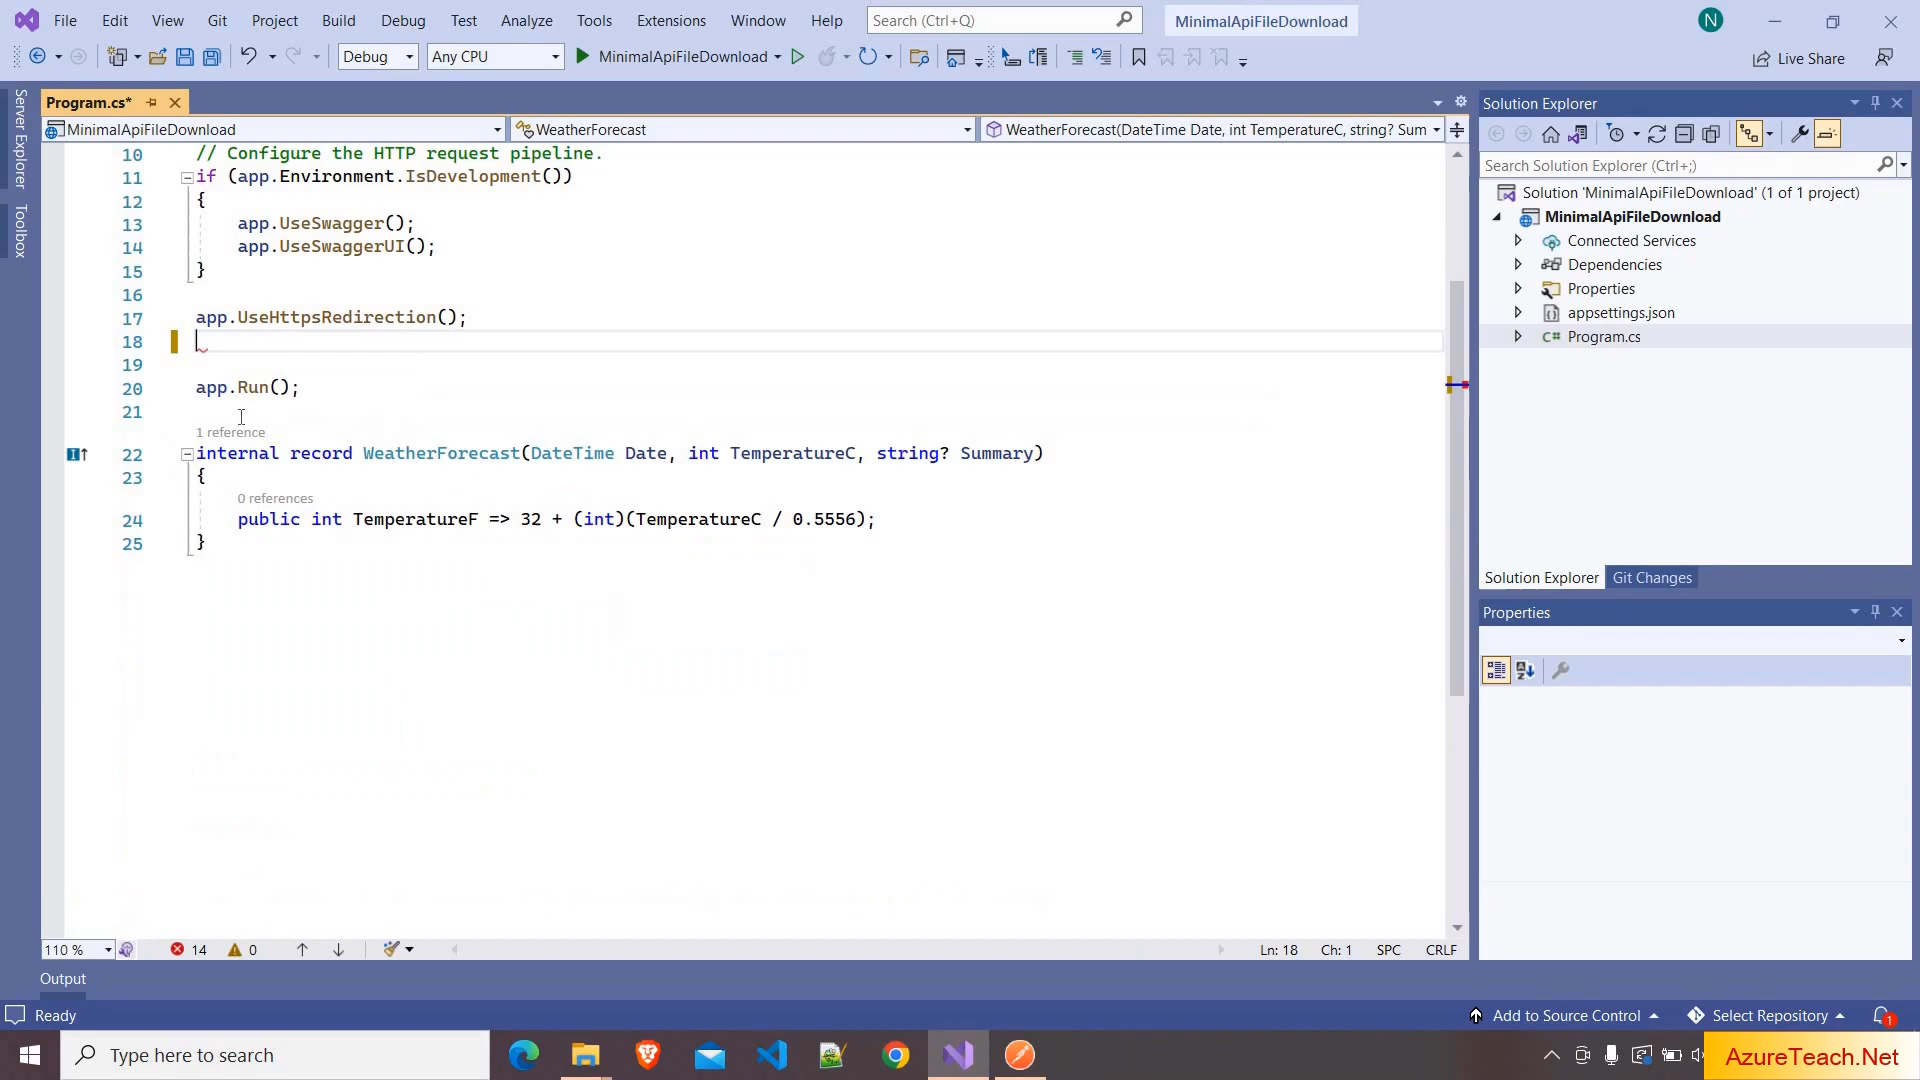 File Edit View Git Project Build Debug Test Analyze Tools Extensions Window Help Search (Ctrl+Q) MinimalApiFileDownload N
Debug Any CPU MinimalApiFileDownload Live Share
Server Explorer
Toolbox
Program.cs*
MinimalApiFileDownload WeatherForecast WeatherForecast(DateTime Date, int TemperatureC, string? Sum
10 // Configure the HTTP request pipeline.
11 if (app.Environment.IsDevelopment())
12 {
13 app.UseSwagger();
14 app.UseSwaggerUI();
15 }
16
17 app.UseHttpsRedirection();
18
19
20 app.Run();
21
1 reference
22 internal record WeatherForecast(DateTime Date, int TemperatureC, string? Summary)
23 {
0 references
24 public int TemperatureF => 32 + (int)(TemperatureC / 0.5556);
25 }
110 % 14 0 Ln: 18 Ch: 1 SPC CRLF
Solution Explorer
Search Solution Explorer (Ctrl+;)
Solution 'MinimalApiFileDownload' (1 of 1 project)
MinimalApiFileDownload
Connected Services
Dependencies
Properties
appsettings.json
C# Program.cs
Solution Explorer Git Changes
Properties
Output
Ready Add to Source Control Select Repository 1
Type here to search
AzureTeach.Net